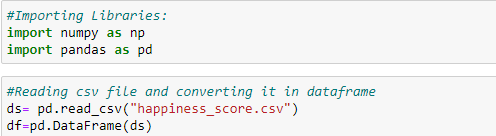 #Importing Libraries:
import numpy as np
import pandas as pd
#Reading csv file and converting it in dataframe
ds= pd.read_csv("happiness_score.csv")
df=pd.DataFrame(ds)